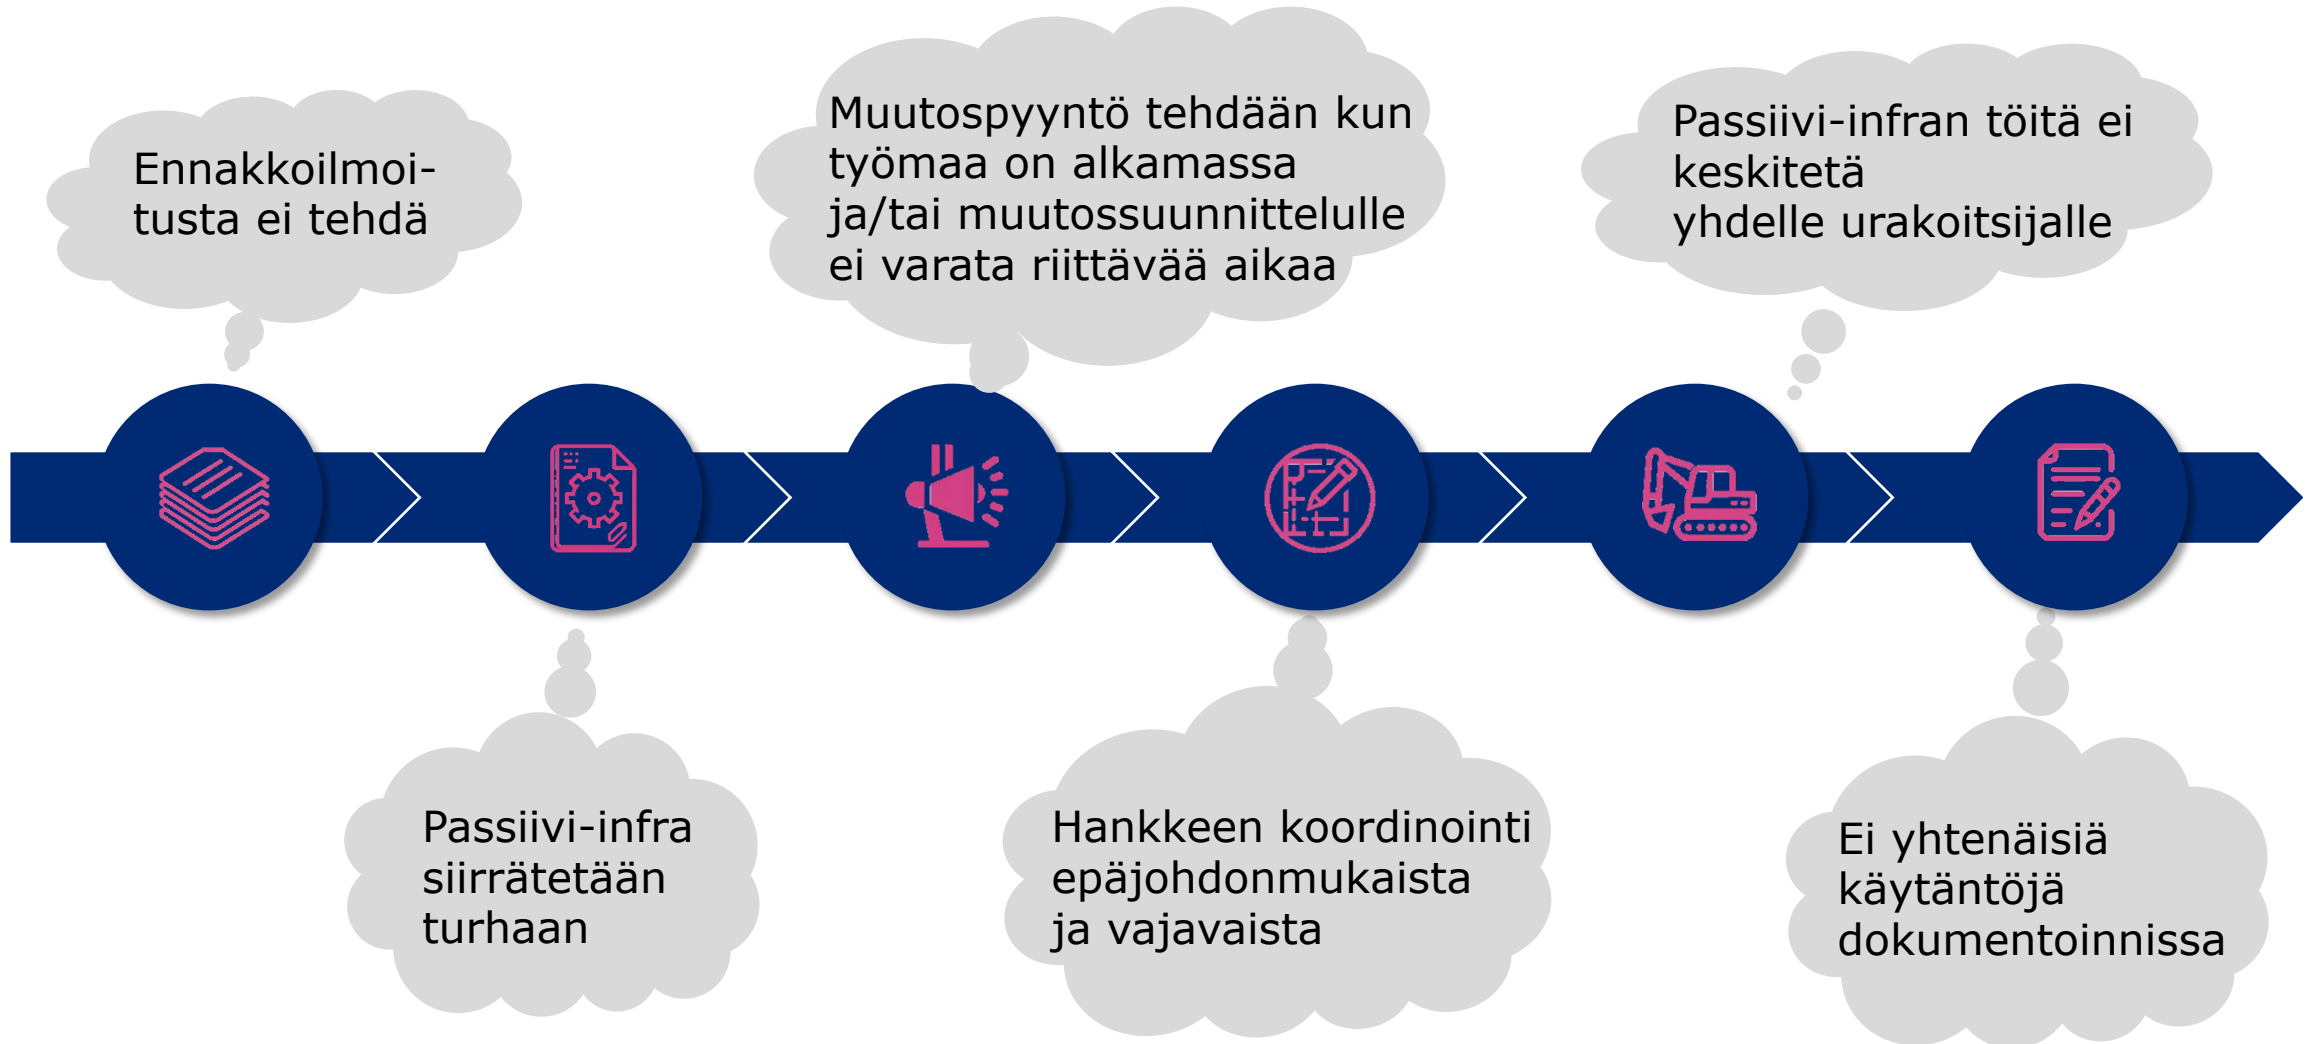 Ennakkoilmoi-
tusta ei tehdä
Muutospyyntö tehdään kun
työmaa on alkamassa
ja/tai muutossuunnittelulle
ei varata riittävää aikaa
Passiivi-infran töitä ei
keskitetä
yhdelle urakoitsijalle
Passiivi-infra
siirrätetään
turhaan
Hankkeen koordinointi
epäjohdonmukaista
ja vajavaista
Ei yhtenäisiä
käytäntöjä
dokumentoinnissa